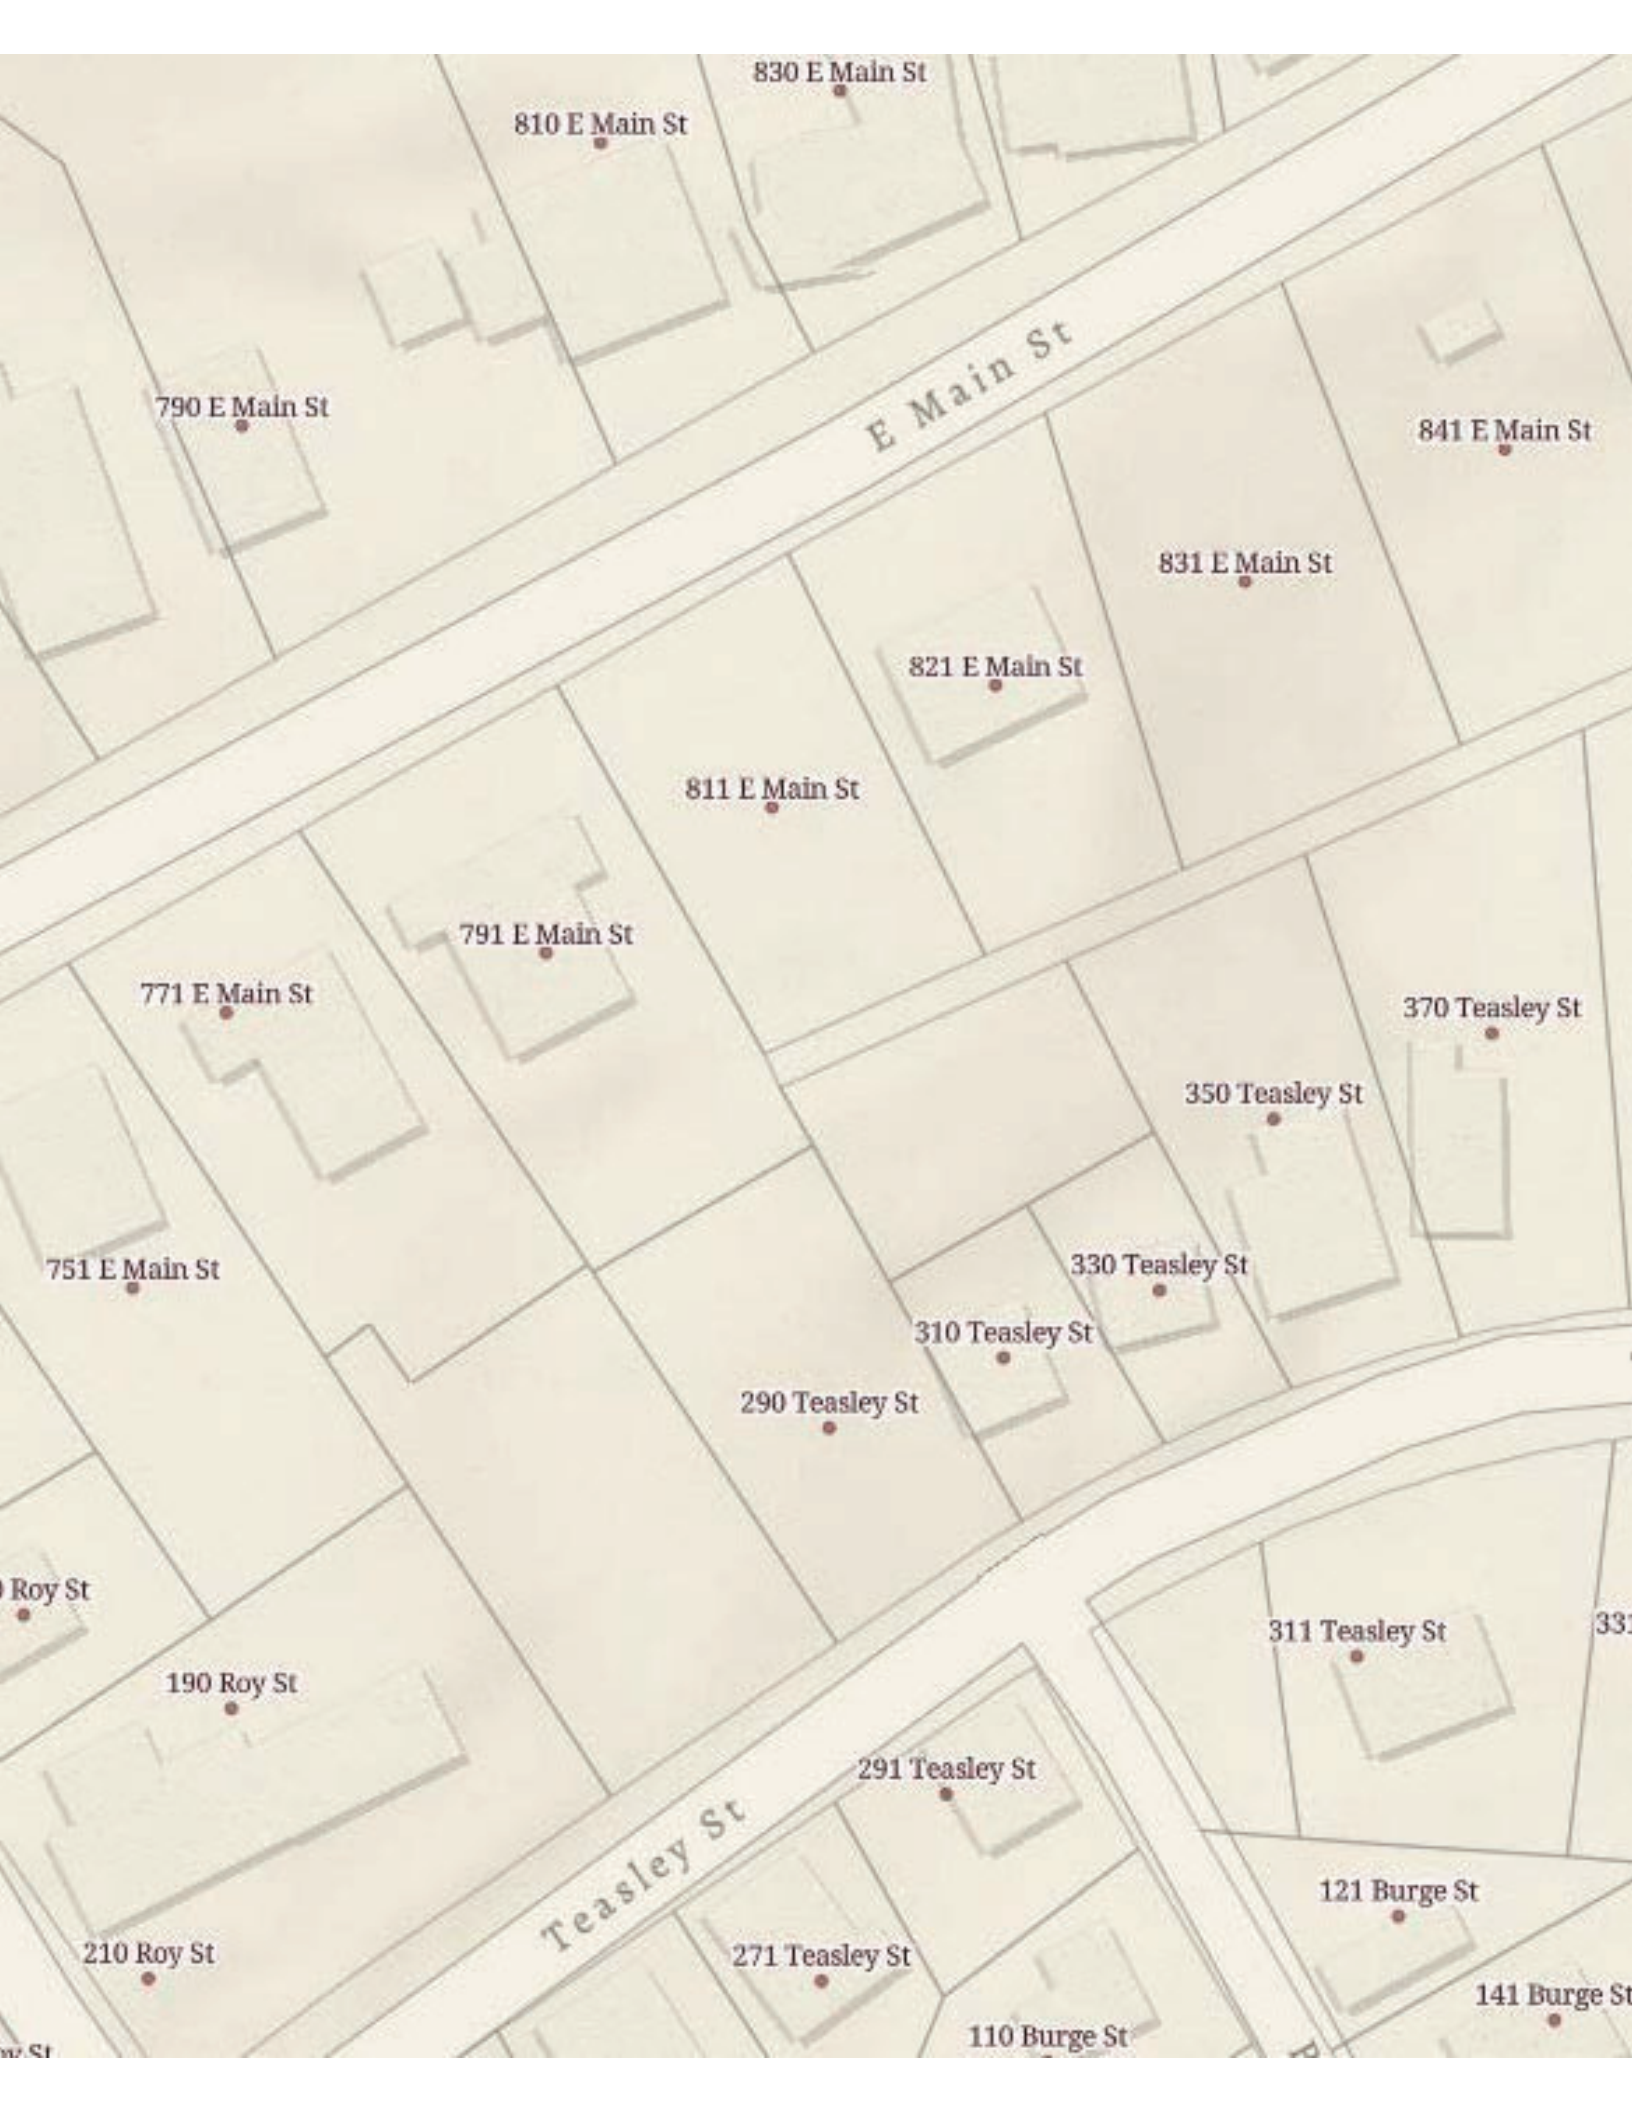 830 E Main St
810 E Main St
E Main St
790 E Main St
841 E Main St
831 E Main St
821 E Main St
811 E Main St
791 E Main St
771 E Main St
370 Teasley St
350 Teasley St
751 E Main St
330 Teasley St
310 Teasley St
290 Teasley St
Roy St
311 Teasley St
331
190 Roy St
291 Teasley St
Teasley St
121 Burge St
210 Roy St
271 Teasley St
141 Burge St
110 Burge St
St